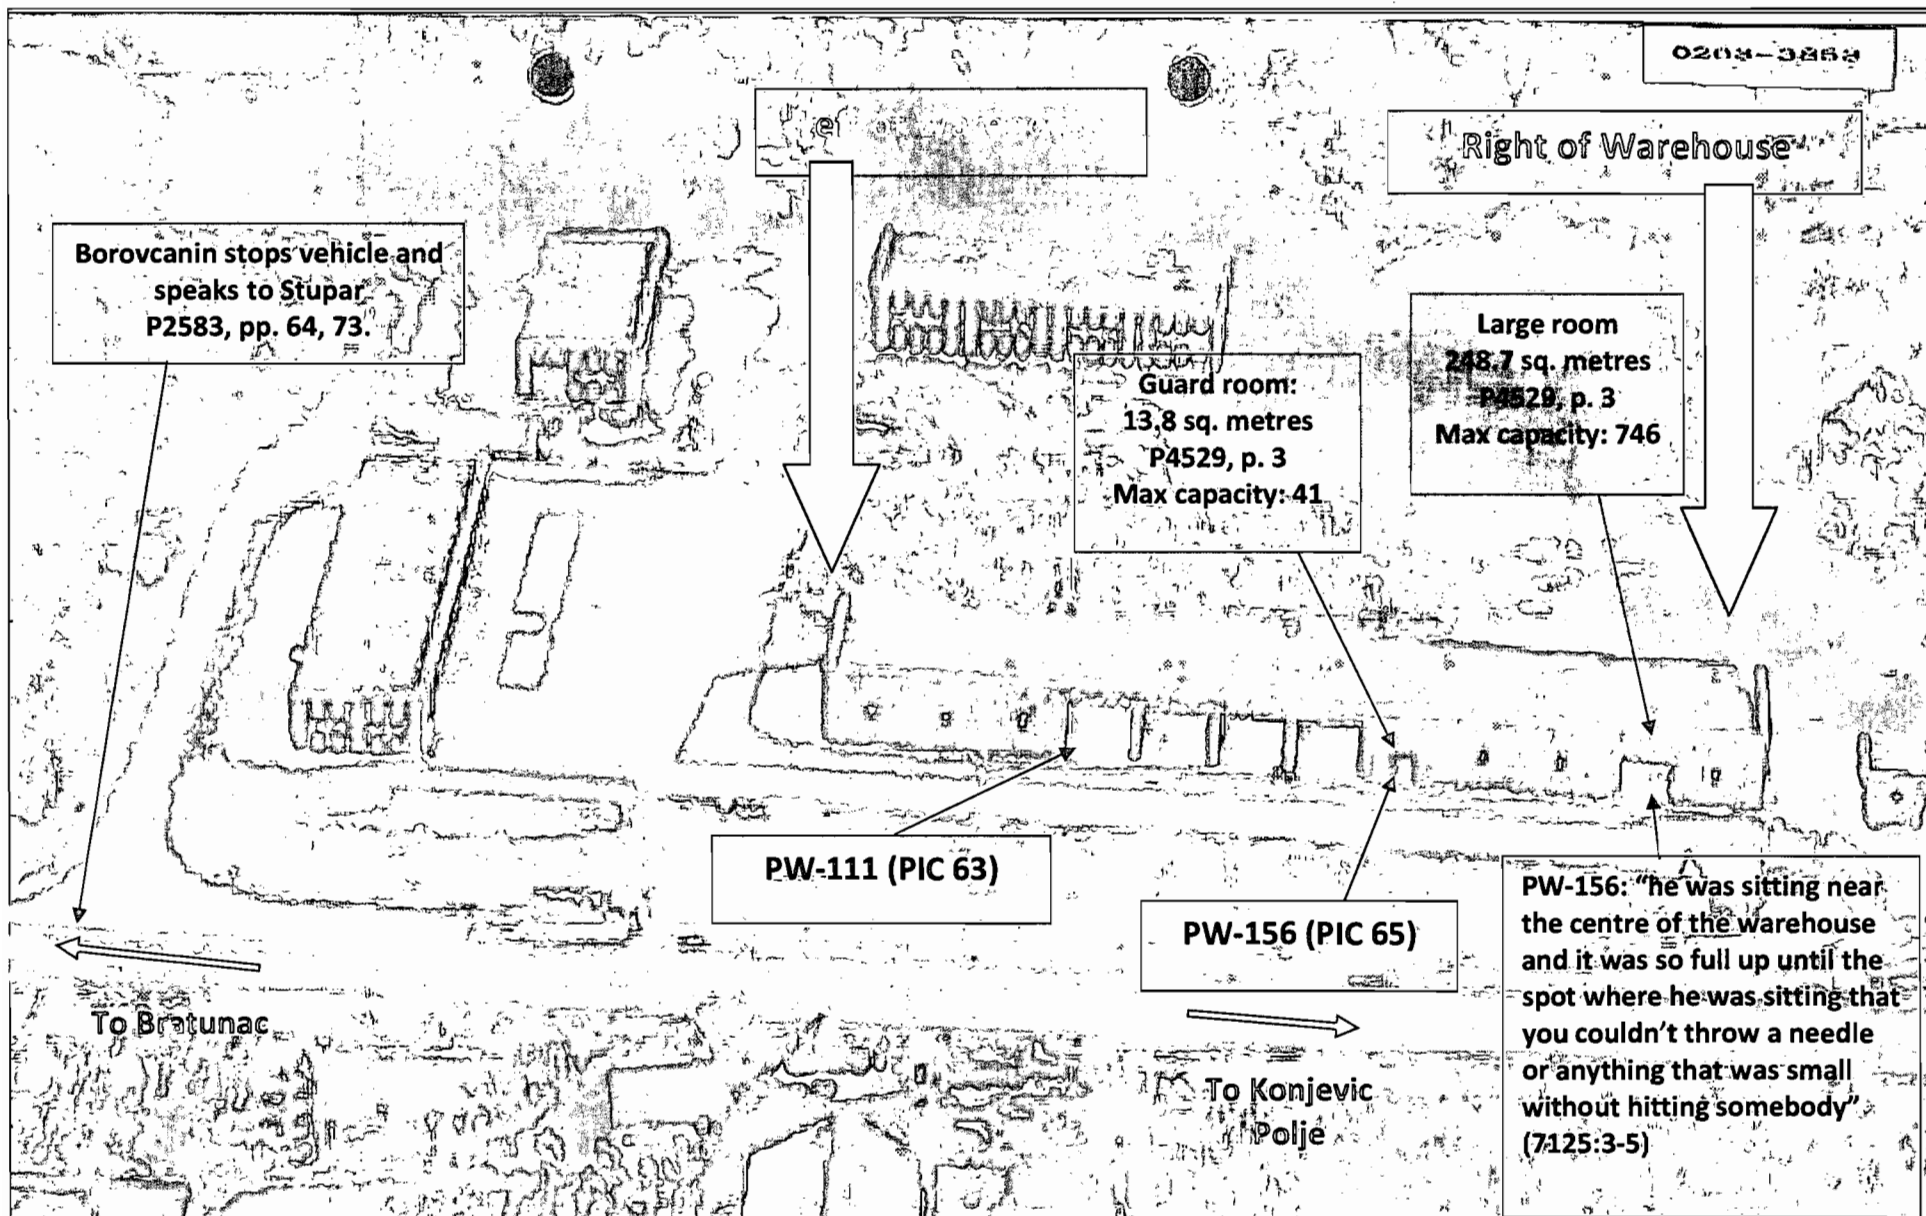 0203-3853
Right of Warehouse
Borovcanin stops vehicle and
speaks to Stupar
P2583, pp. 64, 73.
Large room
248.7 sq. metres
P4529, p. 3
Max capacity: 746
Guard room:
13.8 sq. metres
P4529, p. 3
Max capacity: 41
PW-111 (PIC 63)
PW-156 (PIC 65)
PW-156: “he was sitting near
the centre of the warehouse
and it was so full up until the
spot where he was sitting that
you couldn’t throw a needle
or anything that was small
without hitting somebody”
(7125:3-5)
To Bratunac
To Konjevic
Polje